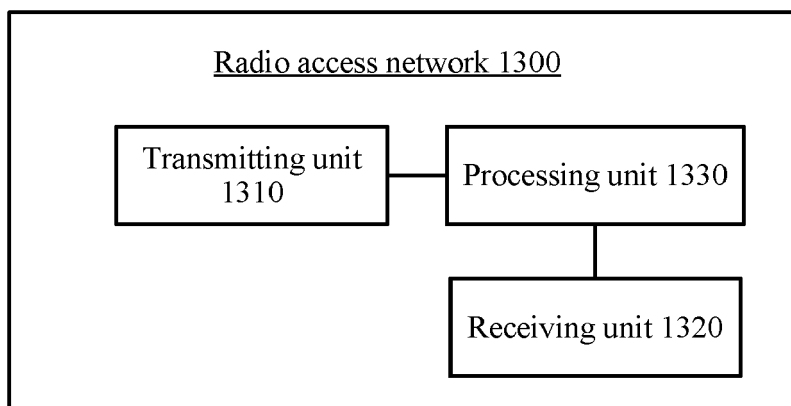 Radio access network 1300
Transmitting unit
1310
Processing unit 1330
Receiving unit 1320